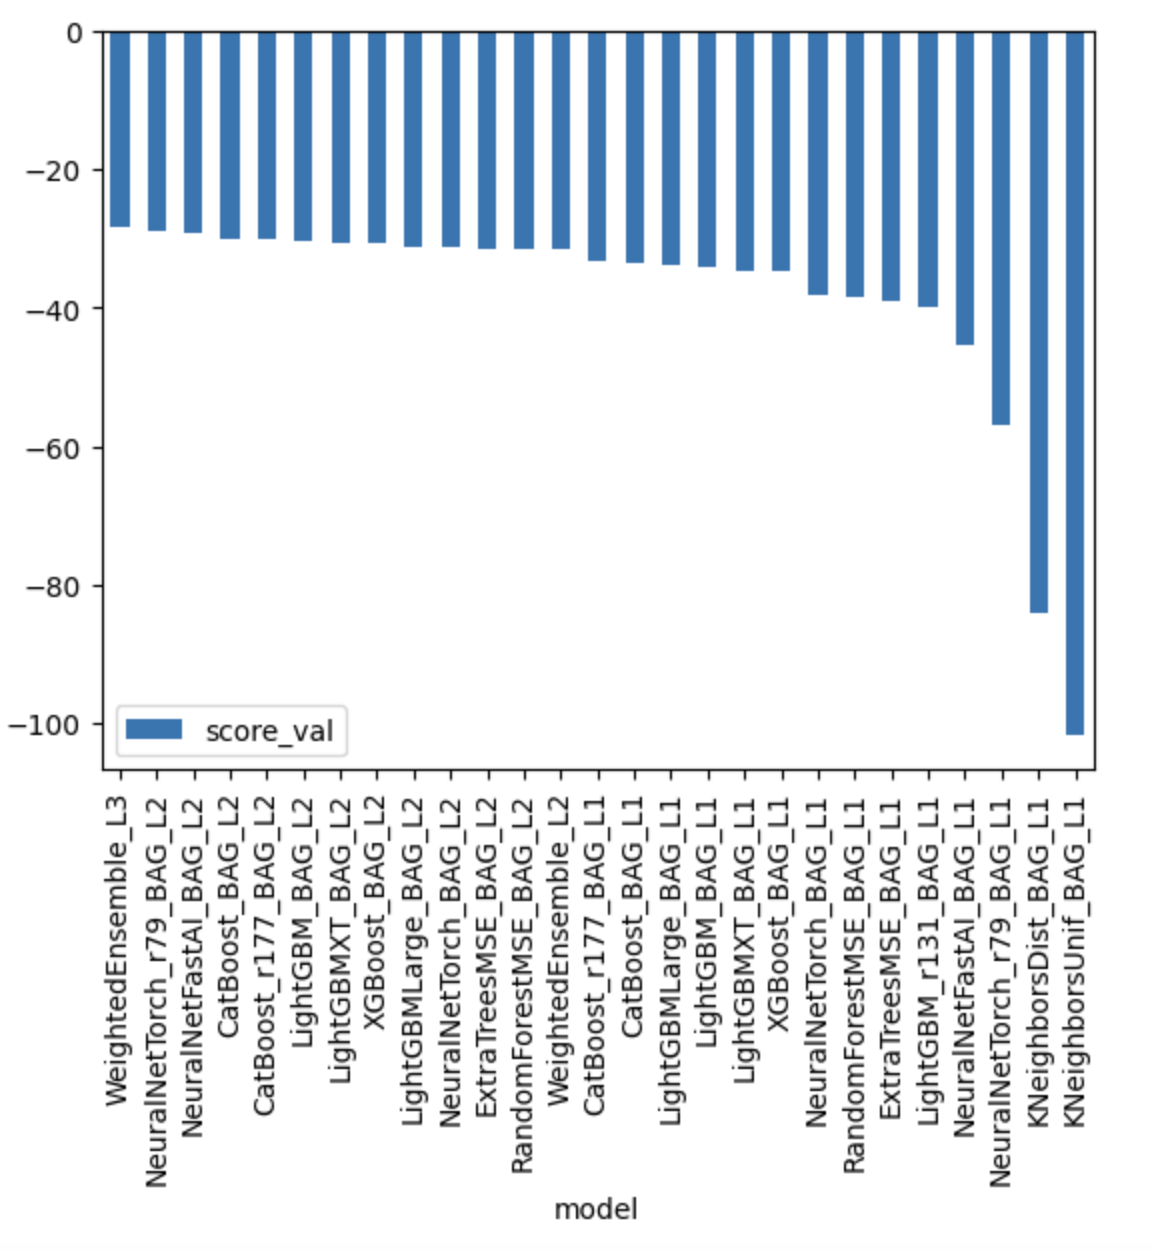 0
−20
−40
−60
−80
−100
score_val
WeightedEnsemble_L3
NeuralNetTorch_r79_BAG_L2
NeuralNetFastAI_BAG_L2
CatBoost_BAG_L2
CatBoost_r177_BAG_L2
LightGBM_BAG_L2
LightGBMXT_BAG_L2
XGBoost_BAG_L2
LightGBMLarge_BAG_L2
NeuralNetTorch_BAG_L2
ExtraTreesMSE_BAG_L2
RandomForestMSE_BAG_L2
WeightedEnsemble_L2
CatBoost_r177_BAG_L1
CatBoost_BAG_L1
LightGBMLarge_BAG_L1
LightGBM_BAG_L1
LightGBMXT_BAG_L1
XGBoost_BAG_L1
NeuralNetTorch_BAG_L1
RandomForestMSE_BAG_L1
ExtraTreesMSE_BAG_L1
LightGBM_r131_BAG_L1
NeuralNetFastAI_BAG_L1
NeuralNetTorch_r79_BAG_L1
KNeighborsDist_BAG_L1
KNeighborsUnif_BAG_L1
model